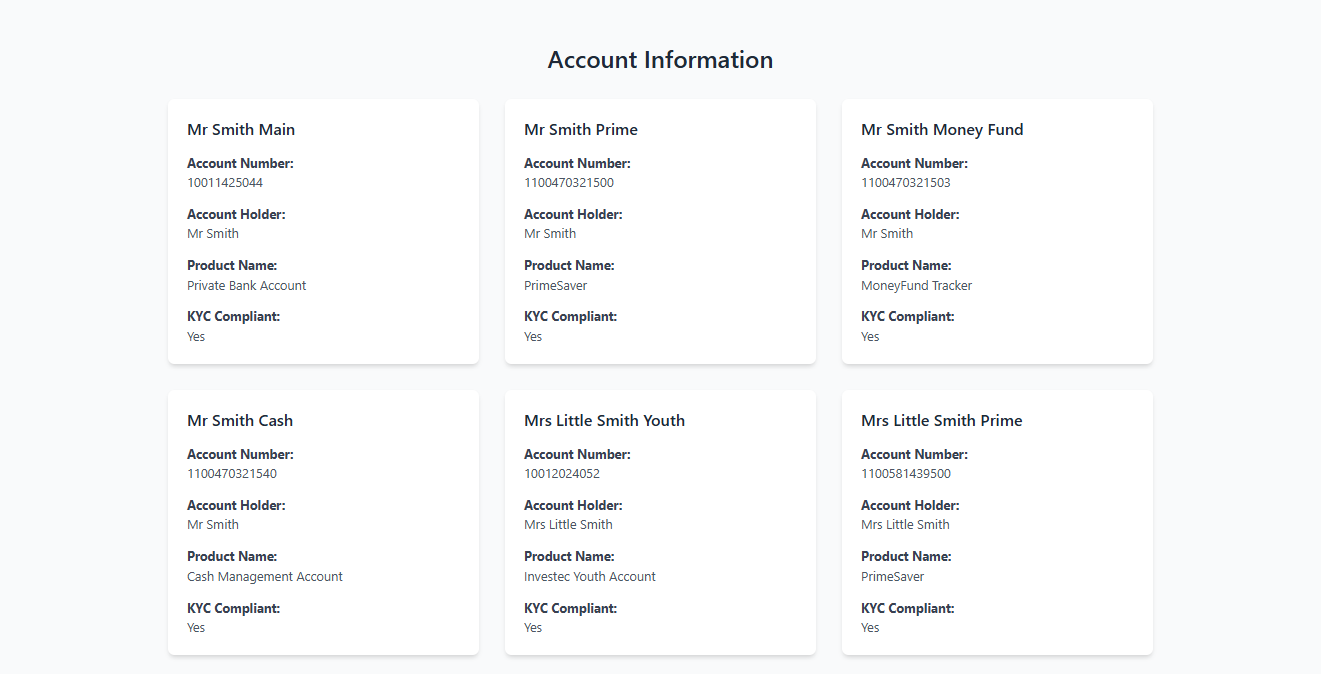 Account Information
Mr Smith Main
Account Number:
10011425044
Account Holder:
Mr Smith
Product Name:
Private Bank Account
KYC Compliant:
Yes
Mr Smith Prime
Account Number:
1100470321500
Account Holder:
Mr Smith
Product Name:
PrimeSaver
KYC Compliant:
Yes
Mr Smith Money Fund
Account Number:
1100470321503
Account Holder:
Mr Smith
Product Name:
MoneyFund Tracker
KYC Compliant:
Yes
Mr Smith Cash
Account Number:
1100470321540
Account Holder:
Mr Smith
Product Name:
Cash Management Account
KYC Compliant:
Yes
Mrs Little Smith Youth
Account Number:
10012024052
Account Holder:
Mrs Little Smith
Product Name:
Investec Youth Account
KYC Compliant:
Yes
Mrs Little Smith Prime
Account Number:
1100581439500
Account Holder:
Mrs Little Smith
Product Name:
PrimeSaver
KYC Compliant:
Yes